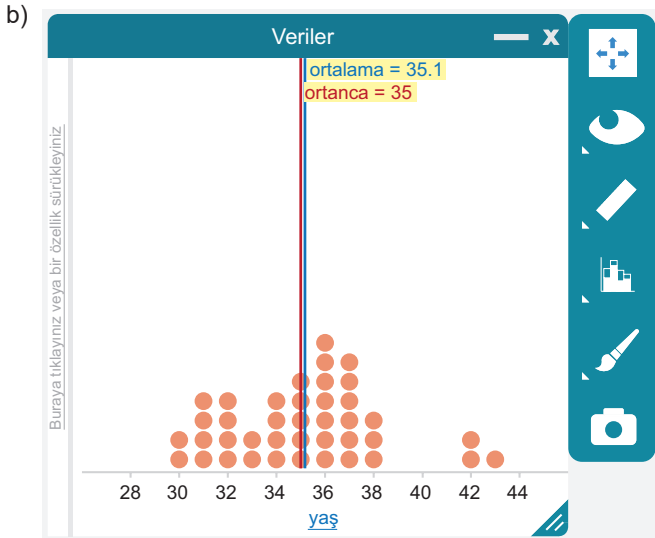 b)
Veriler
ortalama = 35.1
ortanca = 35
Buraya tıklayınız veya bir özellik sürükleyiniz
28 30 32 34 36 38 40 42 44
yaş